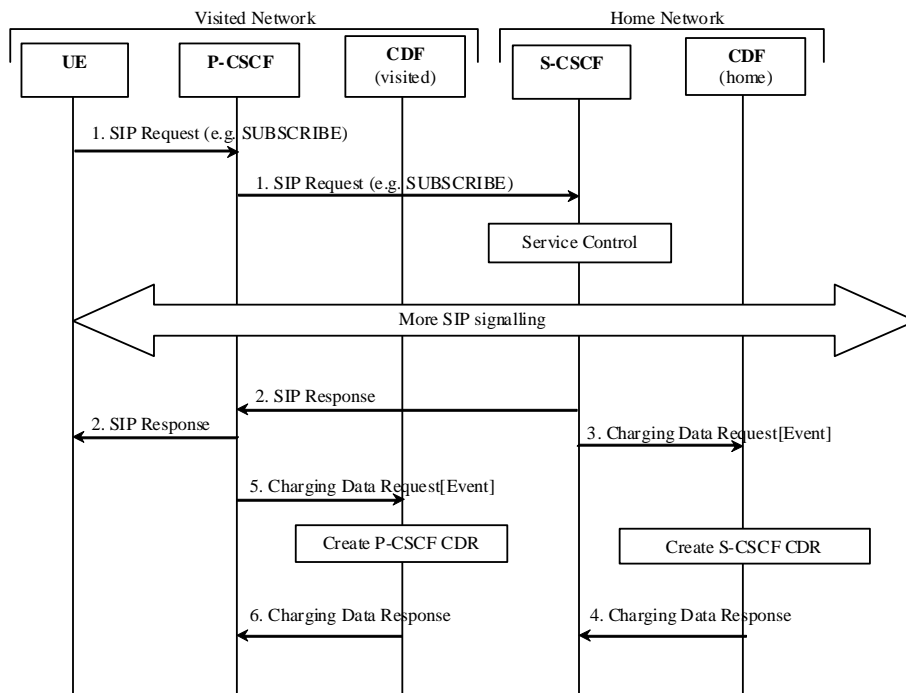 Visited Network
Home Network
UE
P-CSCF
CDF
(visited)
S-CSCF
CDF
(home)
1. SIP Request (e.g. SUBSCRIBE)
1. SIP Request (e.g. SUBSCRIBE)
Service Control
More SIP signalling
2. SIP Response
2. SIP Response
3. Charging Data Request[Event]
5. Charging Data Request[Event]
Create P-CSCF CDR
Create S-CSCF CDR
6. Charging Data Response
4. Charging Data Response